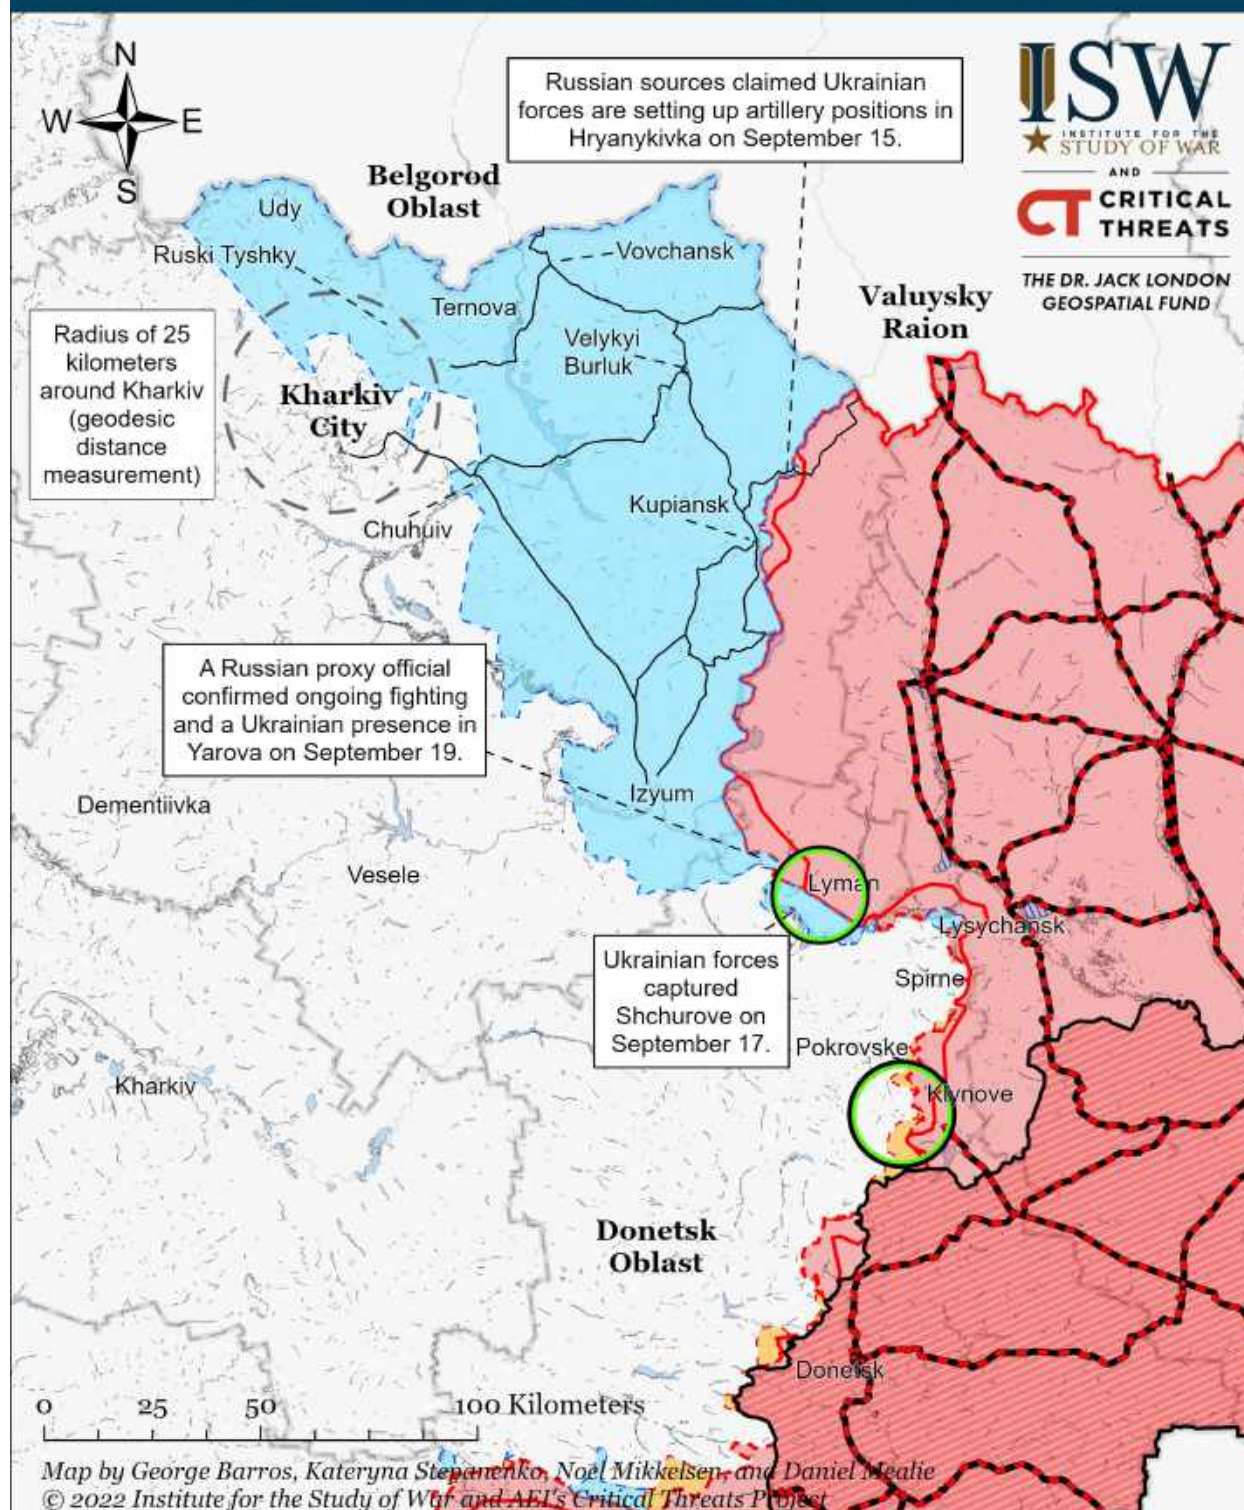 N
W
E
S
Russian sources claimed Ukrainian
forces are setting up artillery positions in
Hryanykivka on September 15.
ISW
INSTITUTE FOR THE
STUDY OF WAR
AND
CT CRITICAL
THREATS
THE DR. JACK LONDON
GEOSPATIAL FUND
Belgorod
Oblast
Udy
Ruski Tyshky
Vovchansk
Ternova
Valuysky
Raion
Velykyi
Burluk
Radius of 25
kilometers
around Kharkiv
(geodesic
distance
measurement)
Kharkiv
City
Kupiansk
Chuhuiv
A Russian proxy official
confirmed ongoing fighting
and a Ukrainian presence in
Yarova on September 19.
Izyum
Dementiivka
Vesele
Lyman
Lysychansk
Ukrainian forces
captured
Shchurove on
September 17.
Spirne
Pokrovske
Kharkiv
Klynove
Donetsk
Oblast
Donetsk
0 25 50 100 Kilometers
Map by George Barros, Kateryna Stepanenko, Noel Mikkelsen, and Daniel Mealie
© 2022 Institute for the Study of War and AEI's Critical Threats Project